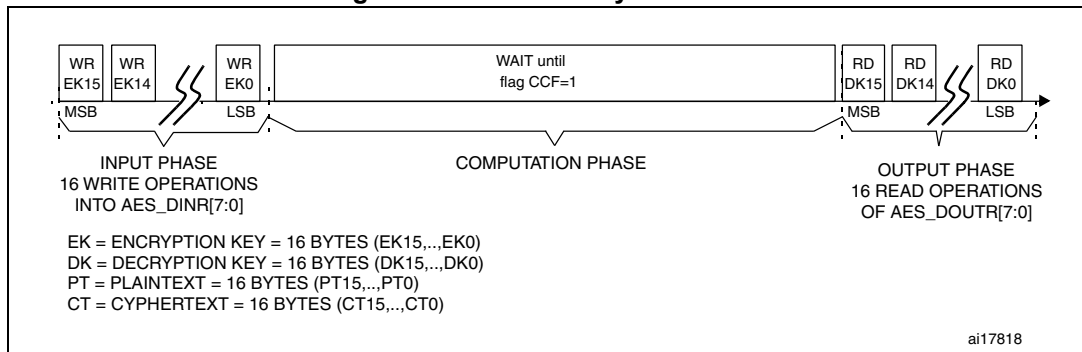 WR EK15
WR EK14
WR EK0
WAIT until
flag CCF=1
RD DK15
RD DK14
RD DK0
MSB
LSB
MSB
LSB
INPUT PHASE
16 WRITE OPERATIONS
INTO AES_DINR[7:0]
COMPUTATION PHASE
OUTPUT PHASE
16 READ OPERATIONS
OF AES_DOUTR[7:0]
EK = ENCRYPTION KEY = 16 BYTES (EK15,..,EK0)
DK = DECRYPTION KEY = 16 BYTES (DK15,..,DK0)
PT = PLAINTEXT = 16 BYTES (PT15,..,PT0)
CT = CYPHERTEXT = 16 BYTES (CT15,..,CT0)
ai17818